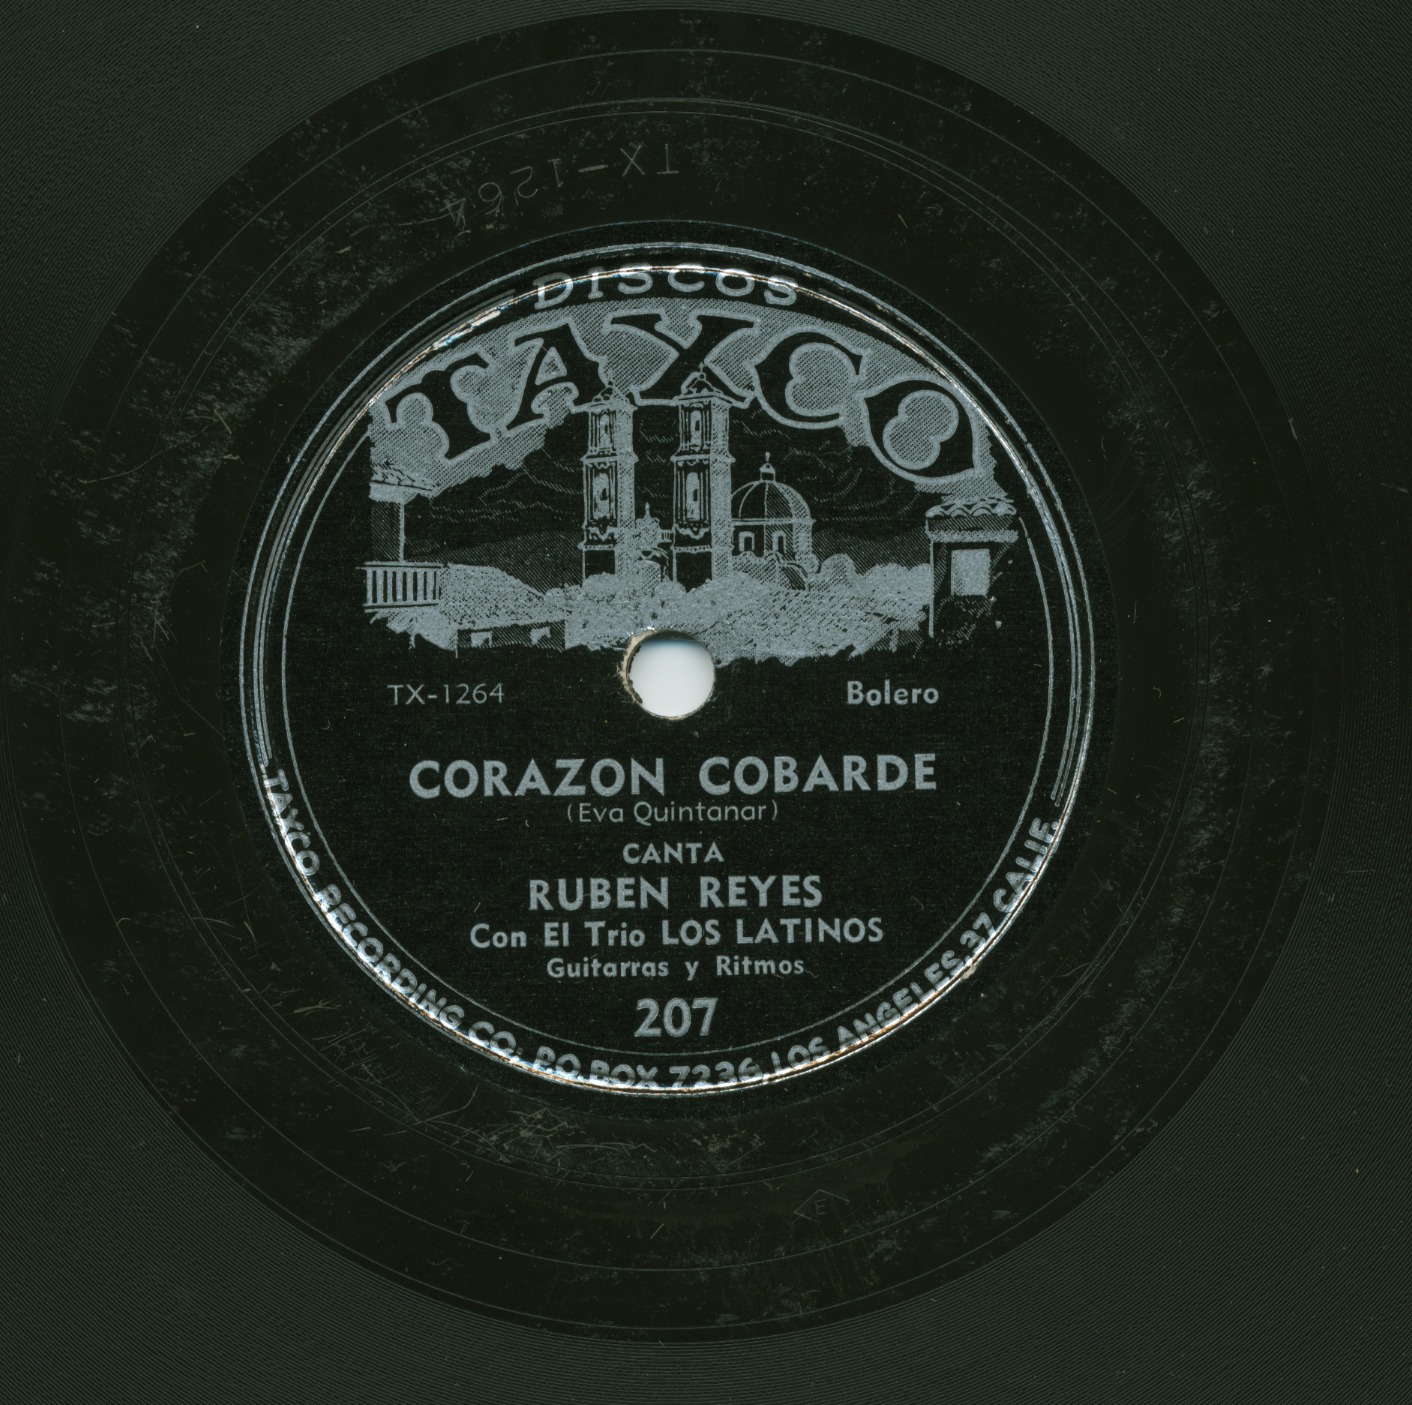 TX-1264
DISCOS
TAXCO
TX-1264
Bolero
CORAZON COBARDE
(Eva Quintanar)
CANTA
RUBEN REYES
Con El Trio LOS LATINOS
Guitarras y Ritmos
207
TAXCO RECORDING CO. P.O. BOX 7236, LOS ANGELES, 37 CALIF.
E